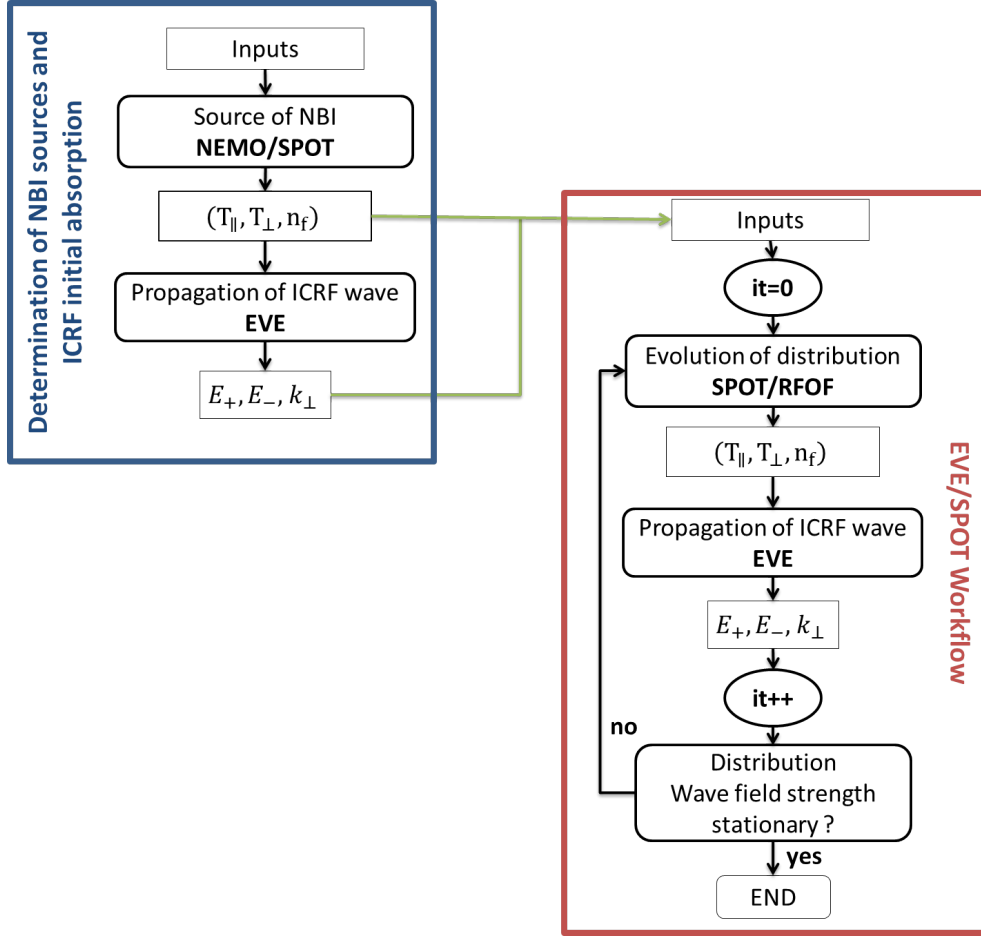 Determination of NBI sources and
ICRF initial absorption
Inputs
Source of NBI
NEMO/SPOT
(T∥, T⊥, nf)
Propagation of ICRF wave
EVE
E+, E−, k⊥
Inputs
it=0
Evolution of distribution
SPOT/RFOF
(T∥, T⊥, nf)
Propagation of ICRF wave
EVE
E+, E−, k⊥
it++
no
Distribution
Wave field strength
stationary ?
yes
END
EVE/SPOT Workflow